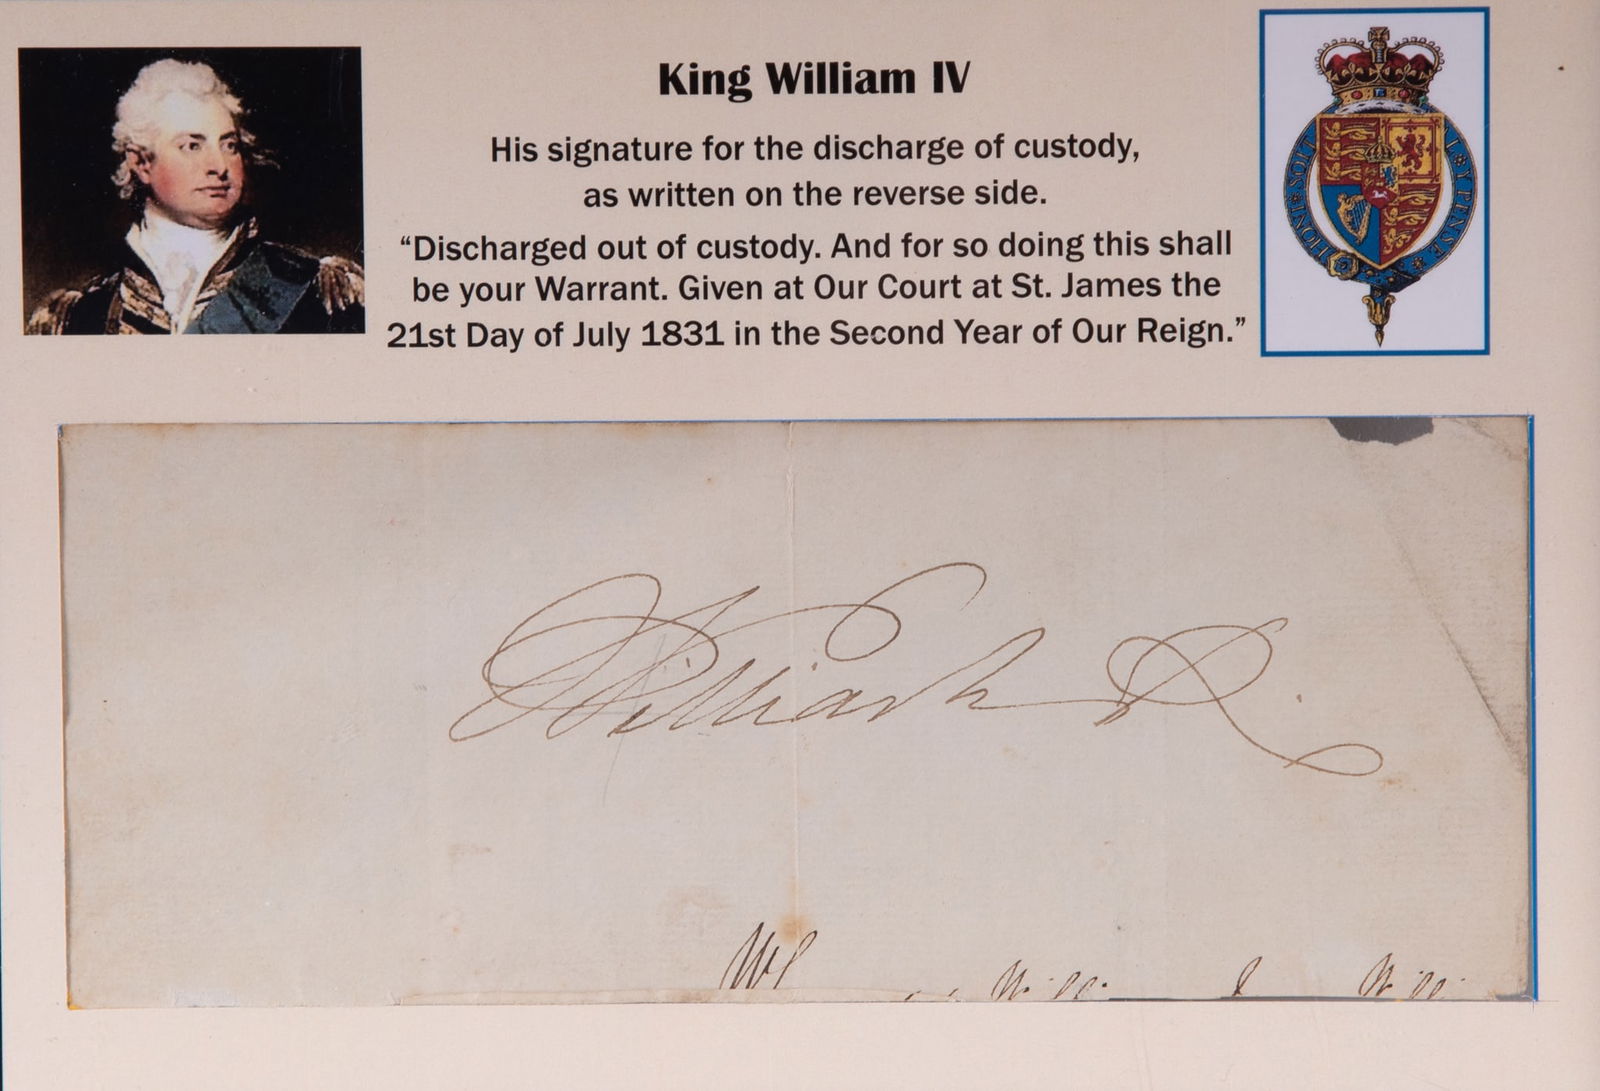 King William IV
His signature for the discharge of custody,
as written on the reverse side.
“Discharged out of custody. And for so doing this shall
be your Warrant. Given at Our Court at St. James the
21st Day of July 1831 in the Second Year of Our Reign.”
HONI SOIT
William R.